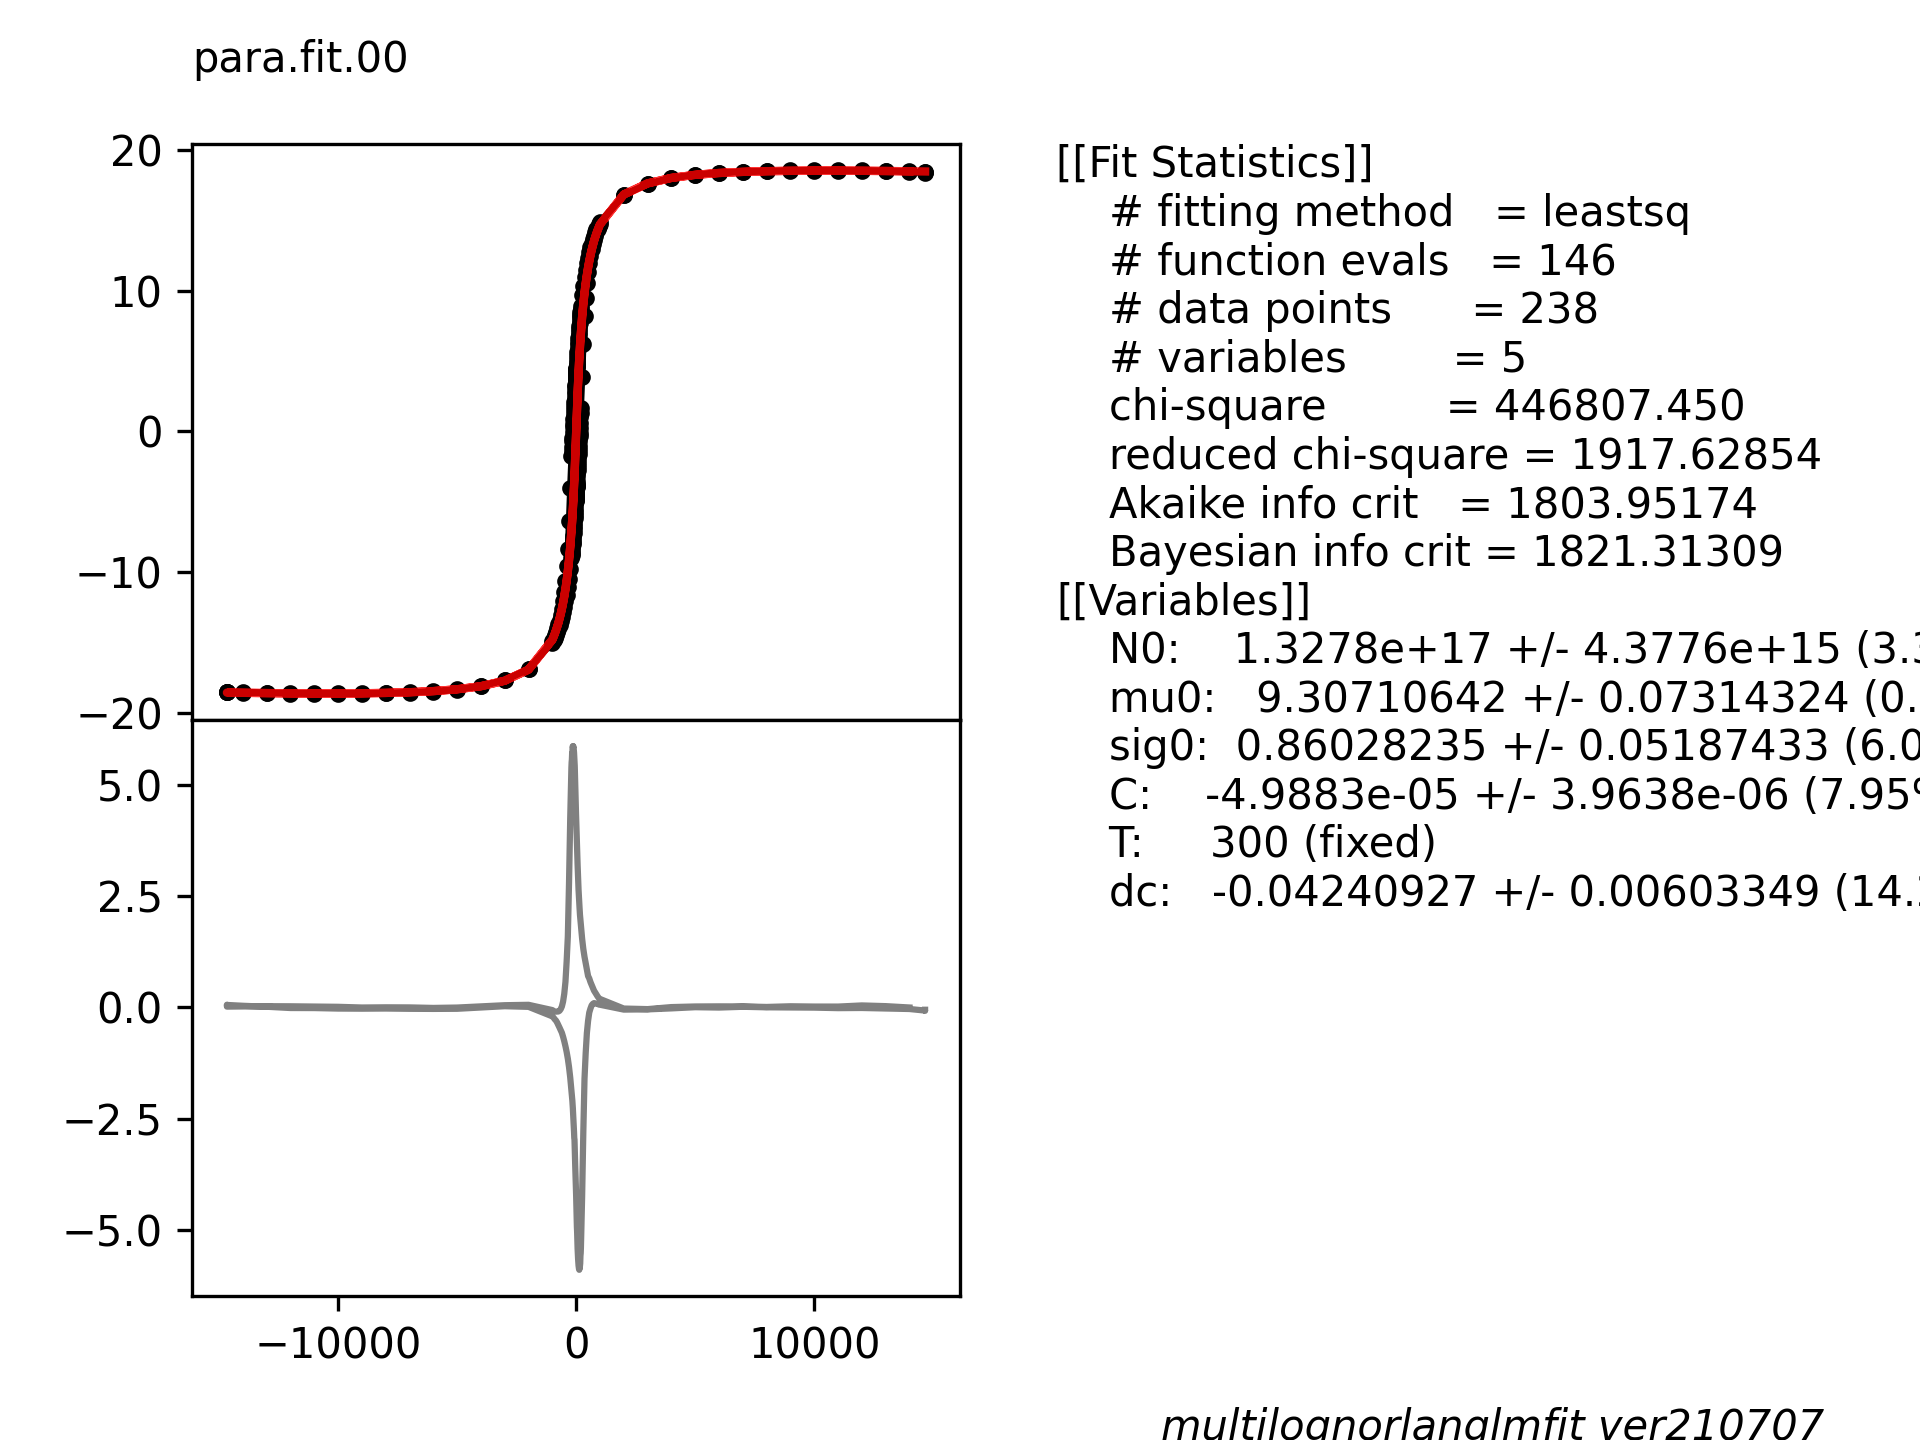 para.fit.00
20
10
0
−10
−20
5.0
2.5
0.0
−2.5
−5.0
−10000 0 10000
[[Fit Statistics]]
# fitting method = leastsq
# function evals = 146
# data points = 238
# variables = 5
chi-square = 446807.450
reduced chi-square = 1917.62854
Akaike info crit = 1803.95174
Bayesian info crit = 1821.31309
[[Variables]]
N0: 1.3278e+17 +/- 4.3776e+15 (3.3
mu0: 9.30710642 +/- 0.07314324 (0.
sig0: 0.86028235 +/- 0.05187433 (6.0
C: -4.9883e-05 +/- 3.9638e-06 (7.95%
T: 300 (fixed)
dc: -0.04240927 +/- 0.00603349 (14.2
multilognorlanglmfit ver210707